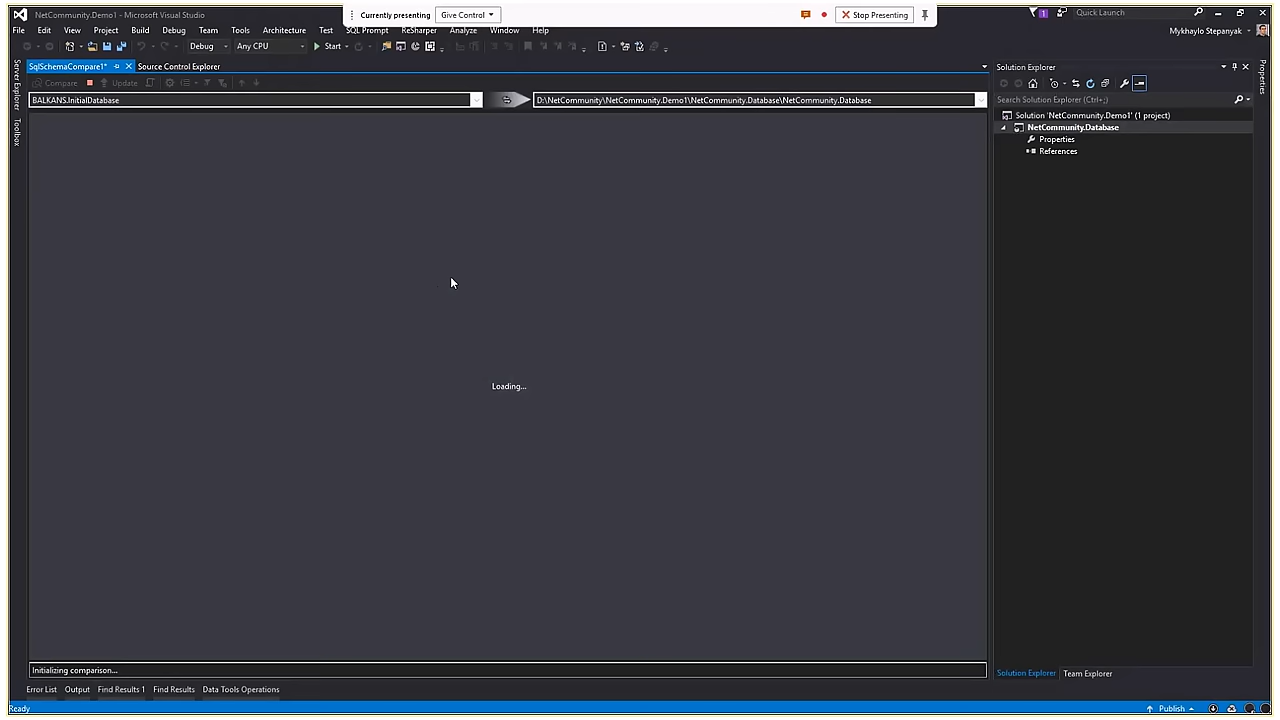 NetCommunity.Demo1 - Microsoft Visual Studio
Currently presenting
Give Control
Stop Presenting
1
Quick Launch
File Edit View Project Build Debug Team Tools Architecture Test SQL Prompt ReSharper Analyze Window Help
Mykhaylo Stepanyak
Debug Any CPU Start
SqlSchemaCompare1* Source Control Explorer
Solution Explorer
Compare Update
BALKANS.InitialDatabase
D:\NetCommunity\NetCommunity.Demo1\NetCommunity.Database\NetCommunity.Database
Search Solution Explorer (Ctrl+;)
Solution 'NetCommunity.Demo1' (1 project)
NetCommunity.Database
Properties
References
Server Explorer
Toolbox
Properties
Loading...
Initializing comparison...
Solution Explorer Team Explorer
Error List Output Find Results 1 Find Results Data Tools Operations
Ready
Publish